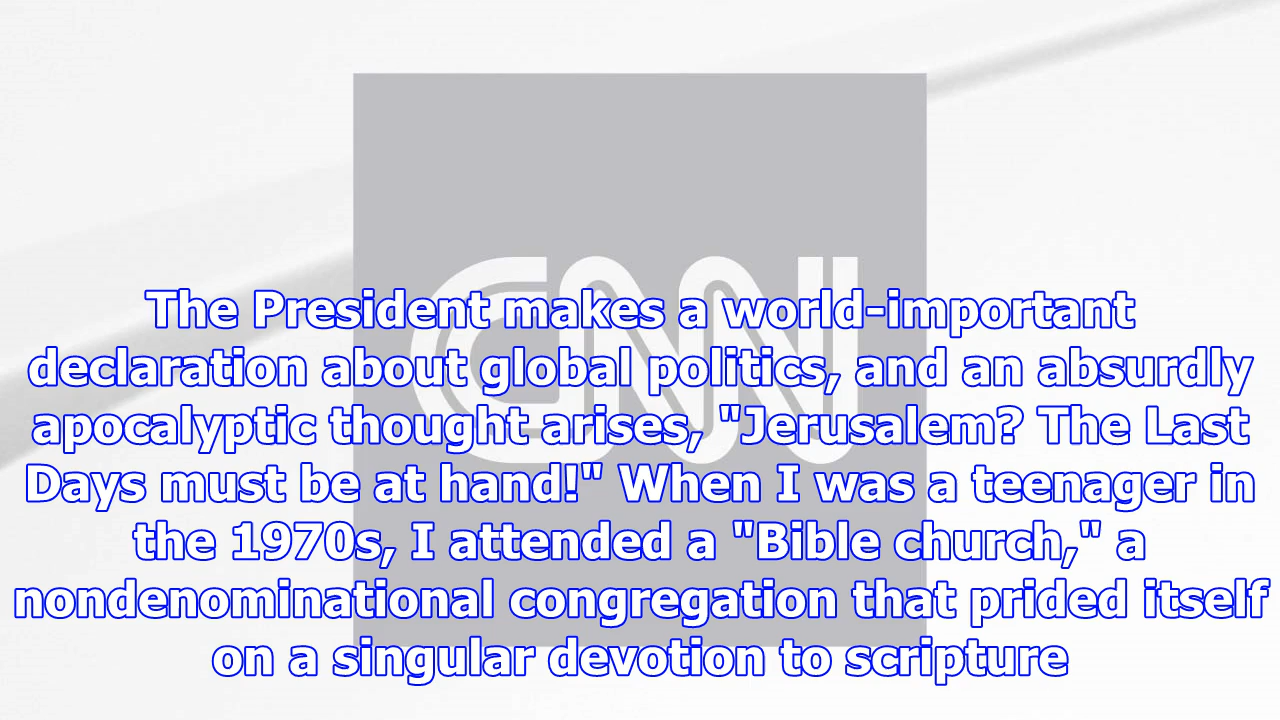 CNN
The President makes a world-important
declaration about global politics, and an absurdly
apocalyptic thought arises, "Jerusalem? The Last
Days must be at hand!" When I was a teenager in
the 1970s, I attended a "Bible church," a
nondenominational congregation that prided itself
on a singular devotion to scripture